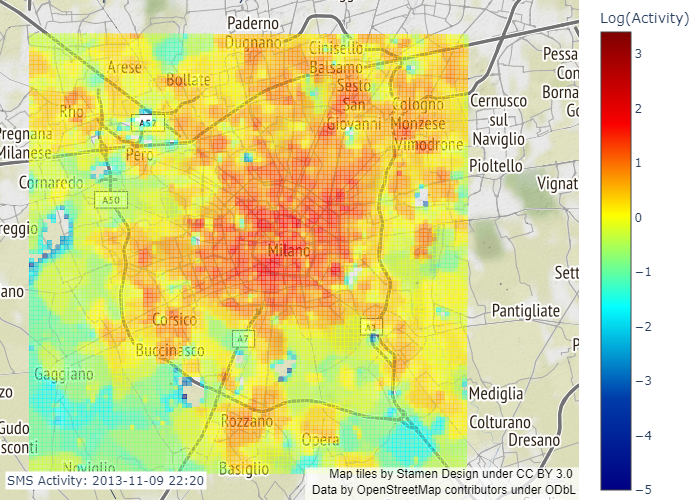 Log(Activity)
Paderno
Dugnano
Cinisello
Balsamo
Arese
Bollate
Sesto
San
Giovanni
Pessa
Con
Borna
Rho
A52
Cologno
Monzese
Cernusco
sul
Naviglio
Pregnana
Milanese
Pero
Vimodrone
Pioltello
Cornaredo
Vignat
A50
reggio
Milano
Sett
ano
Corsico
A7
A1
Pantigliate
Buccinasco
P
Gaggiano
zo
Mediglia
Rozzano
Colturano
Gudo
sconti
Opera
Dresano
Noviglio
Basiglio
SMS Activity: 2013-11-09 22:20
Map tiles by Stamen Design under CC BY 3.0
Data by OpenStreetMap contributors under ODbL
3
2
1
0
−1
−2
−3
−4
−5